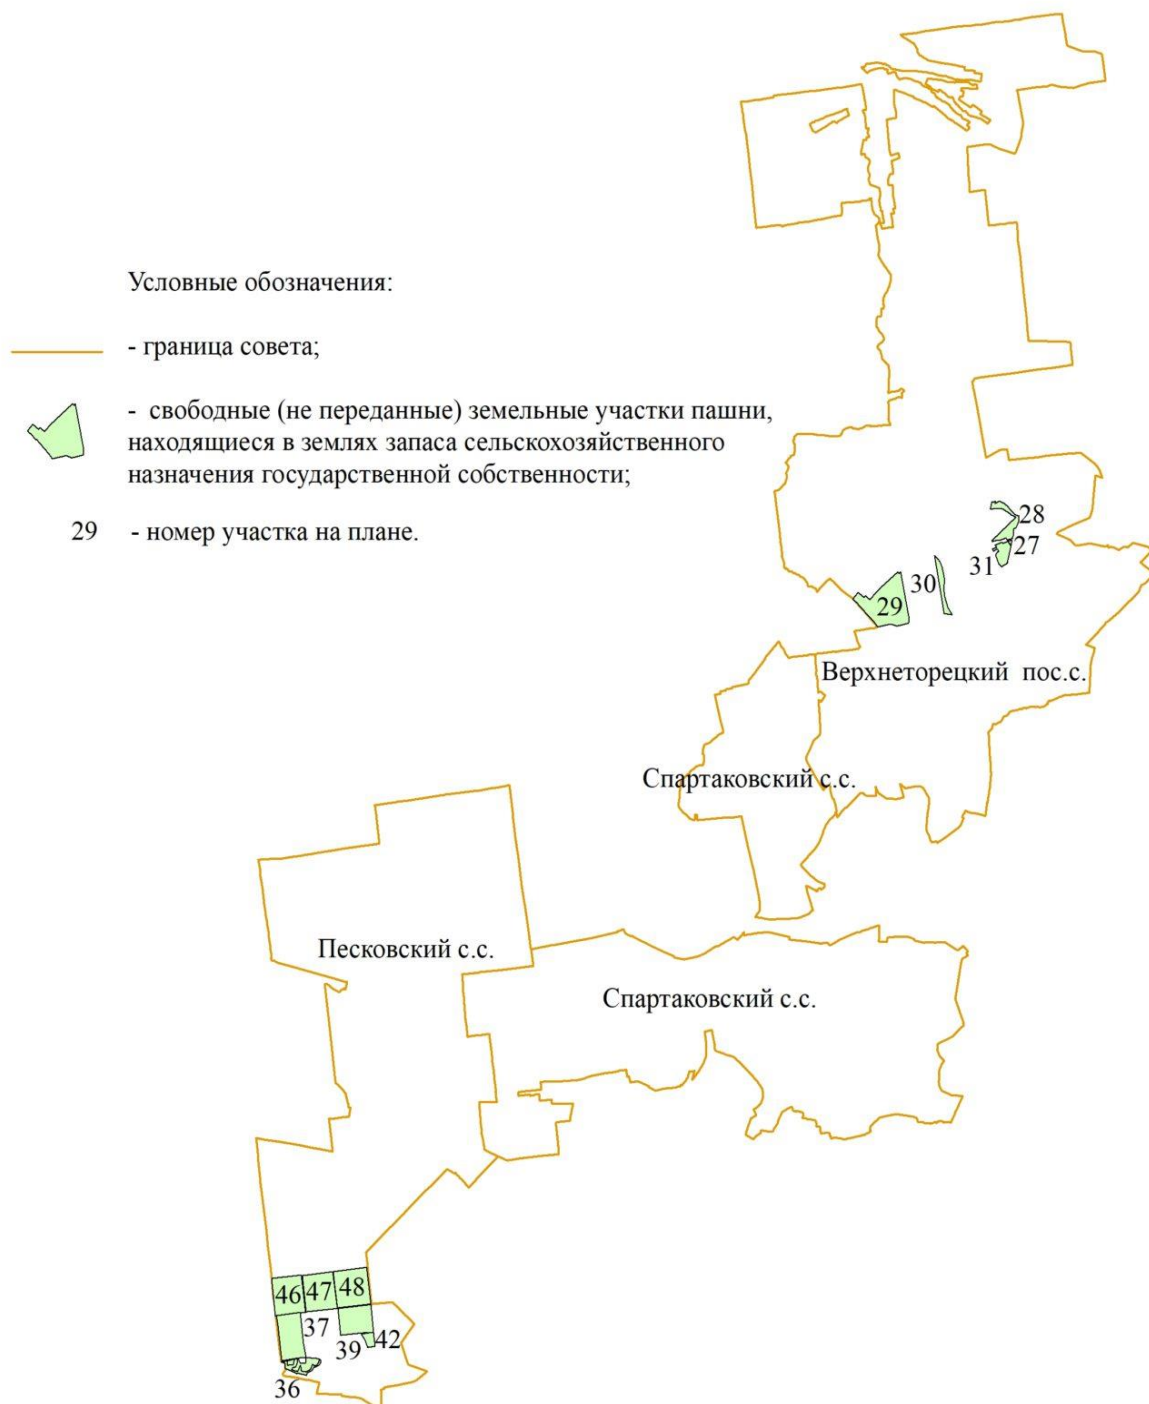 Условные обозначения:
- граница совета;
- свободные (не переданные) земельные участки пашни,
находящиеся в землях запаса сельскохозяйственного
назначения государственной собственности;
29 - номер участка на плане.
28
27
31
30
29
Верхнеторецкий пос.с.
Спартаковский с.с.
Песковский с.с.
Спартаковский с.с.
46 47 48
37
39 42
36